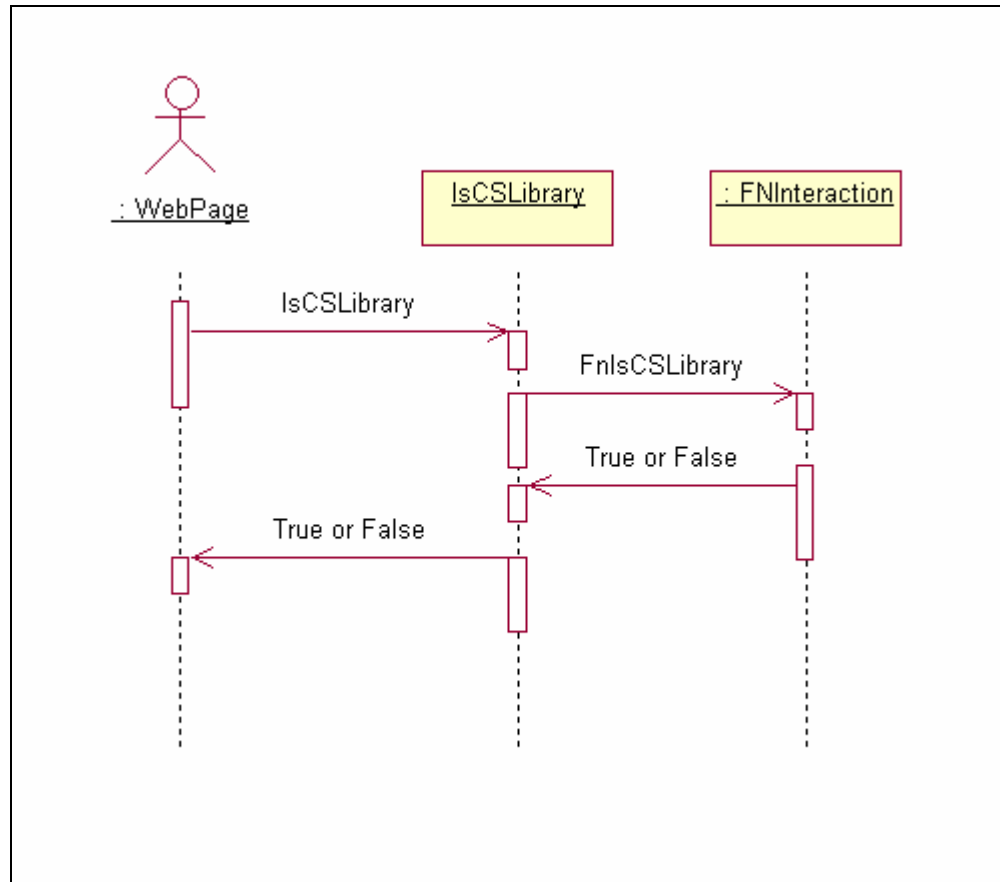 : WebPage
IsCSLibrary
: FNInteraction
IsCSLibrary
FnIsCSLibrary
True or False
True or False